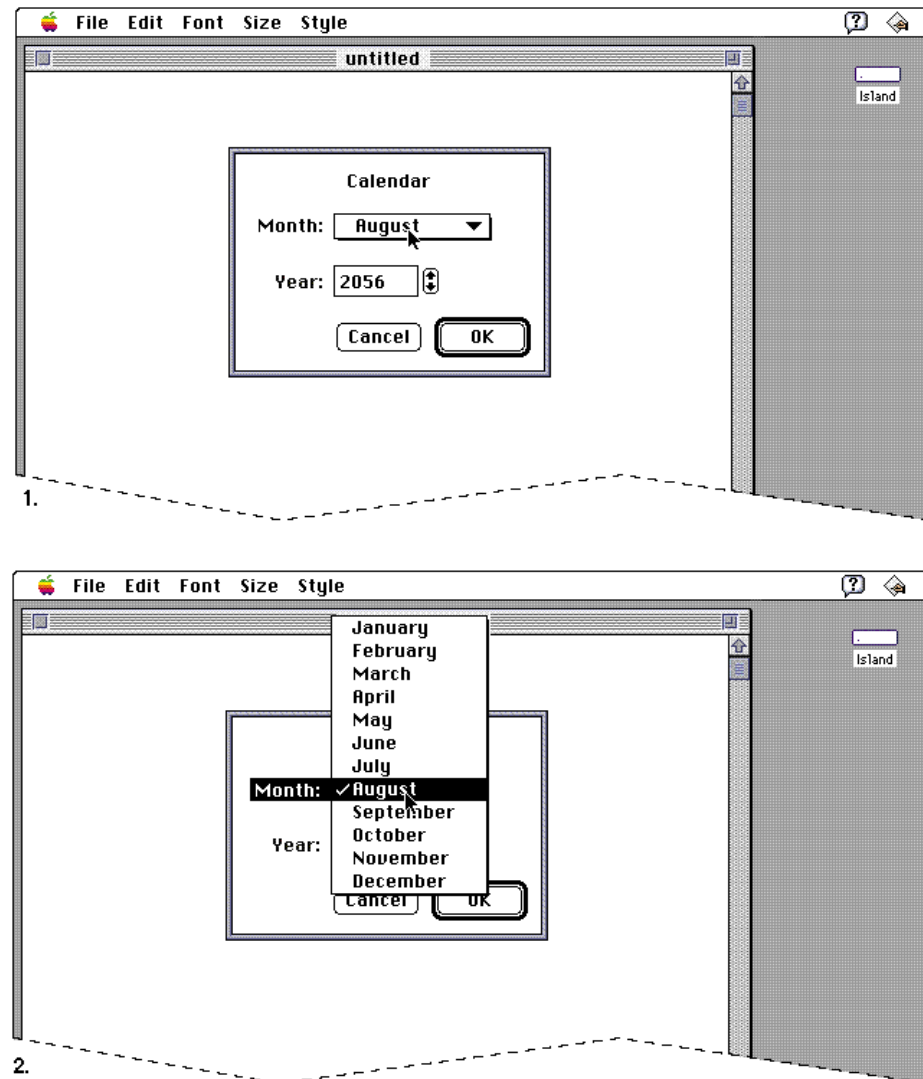 File Edit Font Size Style
untitled
Island
Calendar
Month: August
Year: 2056
Cancel OK
1.
File Edit Font Size Style
Island
January
February
March
April
May
June
July
Month: ✓August
September
October
Year:
November
December
Cancel OK
2.